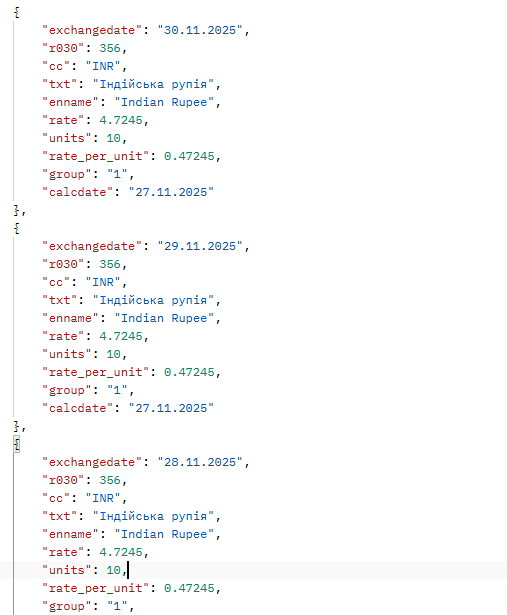 {
"exchangedate": "30.11.2025",
"r030": 356,
"cc": "INR",
"txt": "Індійська рупія",
"enname": "Indian Rupee",
"rate": 4.7245,
"units": 10,
"rate_per_unit": 0.47245,
"group": "1",
"calcdate": "27.11.2025"
},
{
"exchangedate": "29.11.2025",
"r030": 356,
"cc": "INR",
"txt": "Індійська рупія",
"enname": "Indian Rupee",
"rate": 4.7245,
"units": 10,
"rate_per_unit": 0.47245,
"group": "1",
"calcdate": "27.11.2025"
},
{
"exchangedate": "28.11.2025",
"r030": 356,
"cc": "INR",
"txt": "Індійська рупія",
"enname": "Indian Rupee",
"rate": 4.7245,
"units": 10,
"rate_per_unit": 0.47245,
"group": "1",